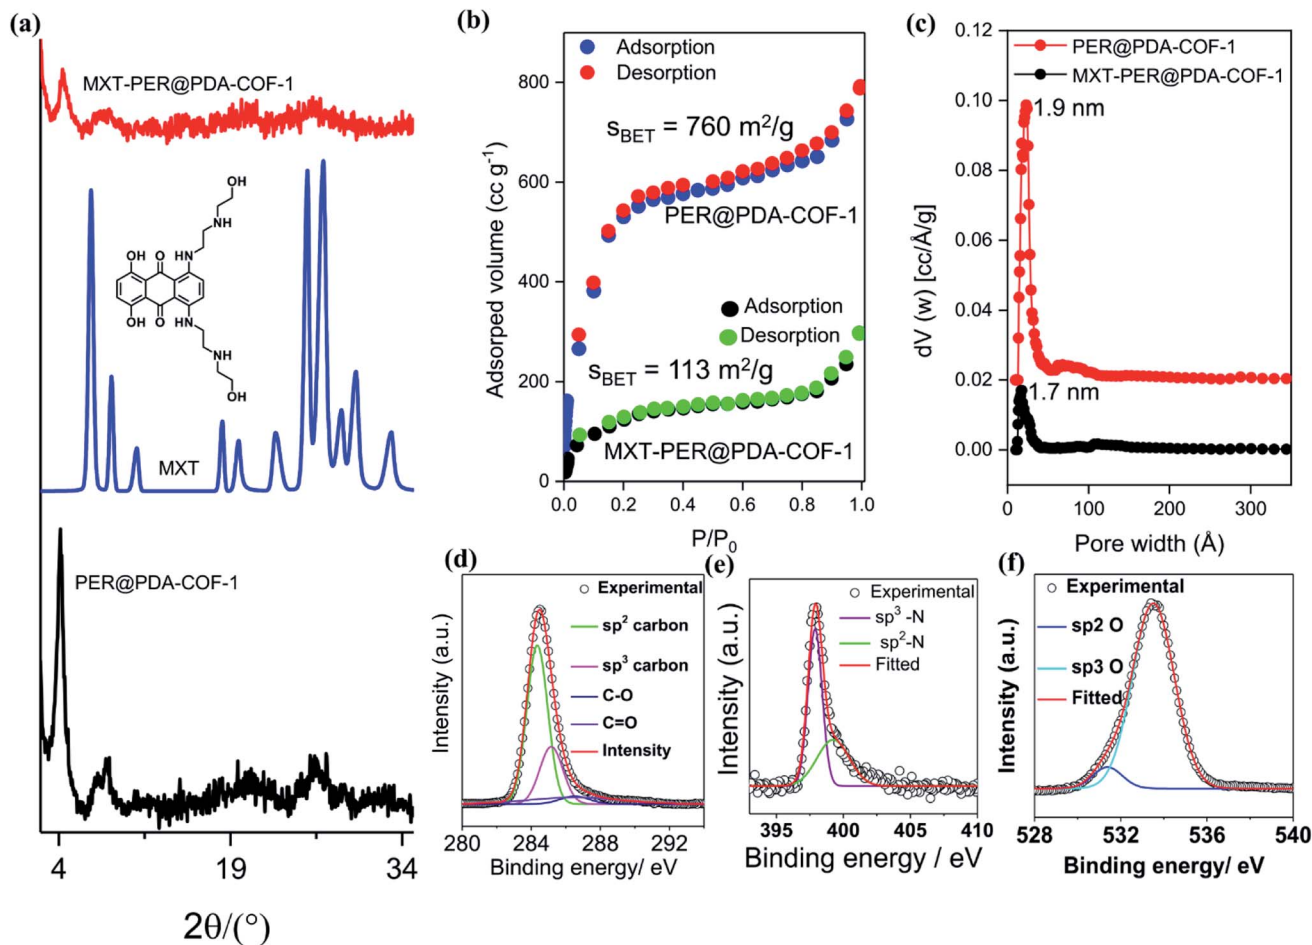 (a)
MXT-PER@PDA-COF-1
OH
NH
OH O HN
OH O HN
NH
OH
MXT
PER@PDA-COF-1
4 19 34
2θ/(°)
(b)
Adsorption
Desorption
800
600
400
200
0
s_BET = 760 m²/g
PER@PDA-COF-1
Adsorption
Desorption
s_BET = 113 m²/g
MXT-PER@PDA-COF-1
Adsorped volume (cc g⁻¹)
0.0 0.2 0.4 0.6 0.8 1.0
P/P₀
(c)
PER@PDA-COF-1
MXT-PER@PDA-COF-1
0.12
0.10
0.08
0.06
0.04
0.02
0.00
1.9 nm
1.7 nm
dV (w) [cc/Å/g]
0 100 200 300
Pore width (Å)
(d)
Experimental
sp² carbon
sp³ carbon
C-O
C=O
Intensity
Intensity (a.u.)
280 284 288 292
Binding energy/ eV
(e)
Experimental
sp³ -N
sp²-N
Fitted
Intensity (a.u.)
395 400 405 410
Binding energy / eV
(f)
Experimental
sp2 O
sp3 O
Fitted
Intensity (a.u.)
528 532 536 540
Binding energy/ eV